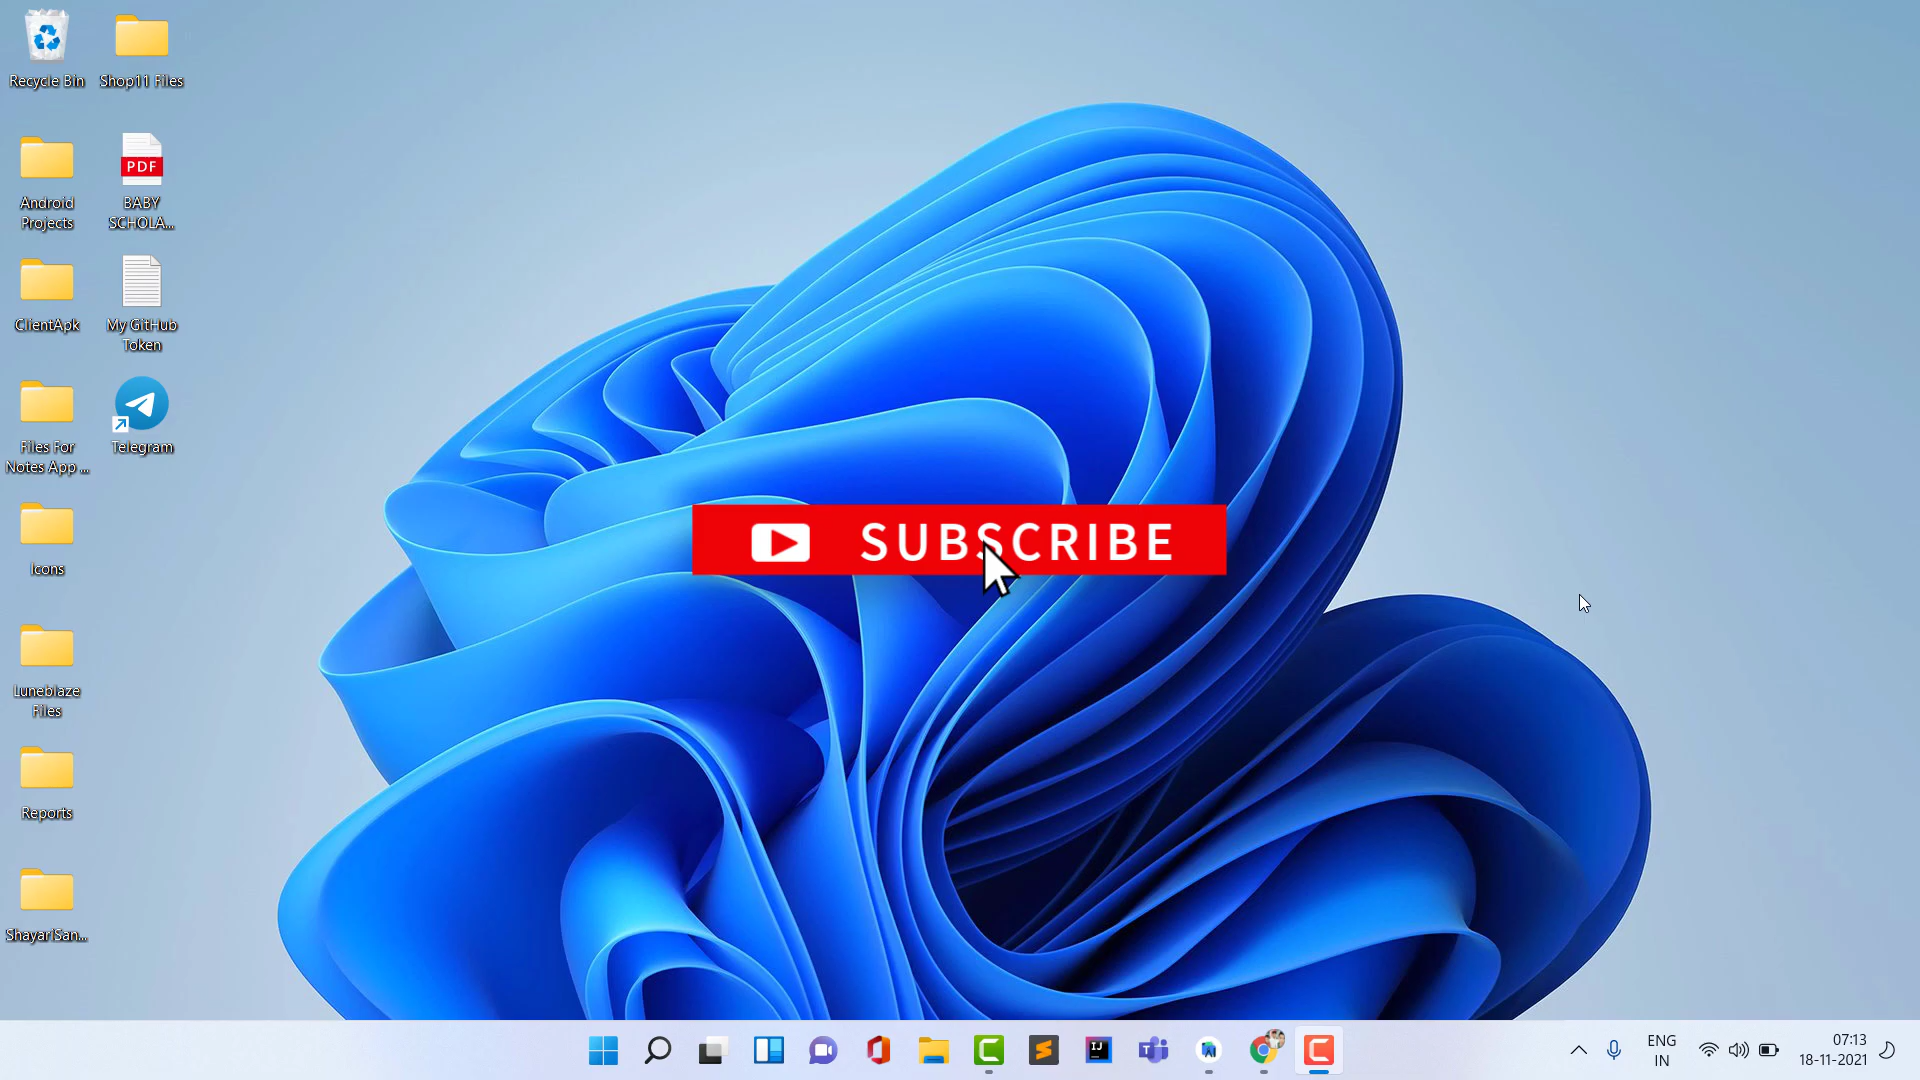 Recycle Bin
Shop11 Files
Android
Projects
PDF
BABY
SCHOLA...
ClientApk
My GitHub
Token
Files For
Notes App ...
Telegram
Icons
Luneblaze
Files
Reports
ShayariSan...
SUBSCRIBE
IJ
ENG
IN
07:13
18-11-2021